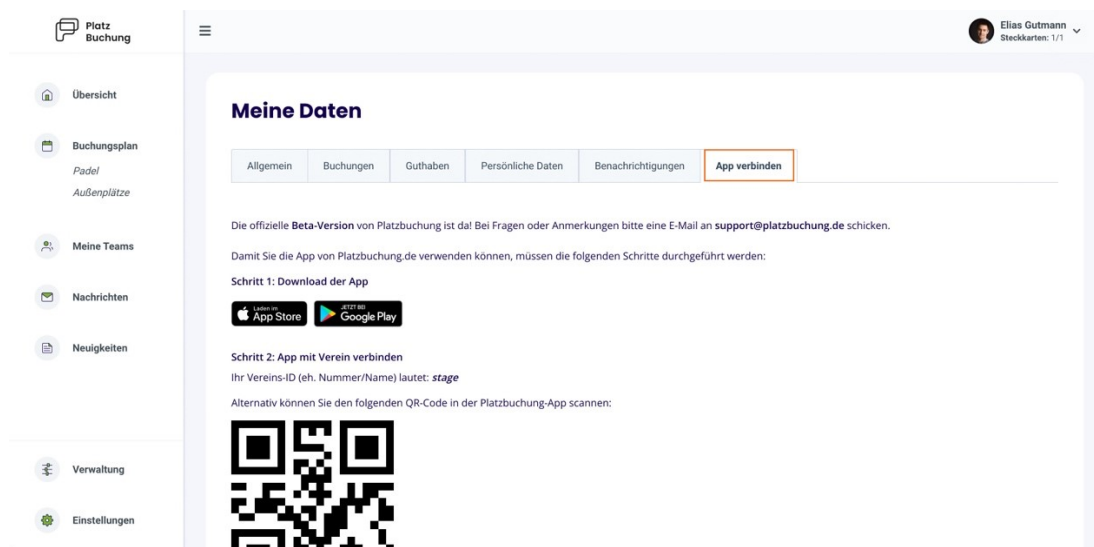 Platz
Buchung
Elias Gutmann
Steckkarten: 1/1
Übersicht
Buchungsplan
Padel
Außenplätze
Meine Teams
Nachrichten
Neuigkeiten
Verwaltung
Einstellungen
Meine Daten
Allgemein
Buchungen
Guthaben
Persönliche Daten
Benachrichtigungen
App verbinden
Die offizielle Beta-Version von Platzbuchung ist da! Bei Fragen oder Anmerkungen bitte eine E-Mail an support@platzbuchung.de schicken.
Damit Sie die App von Platzbuchung.de verwenden können, müssen die folgenden Schritte durchgeführt werden:
Schritt 1: Download der App
Laden im
App Store
JETZT BEI
Google Play
Schritt 2: App mit Verein verbinden
Ihr Vereins-ID (eh. Nummer/Name) lautet: stage
Alternativ können Sie den folgenden QR-Code in der Platzbuchung-App scannen: